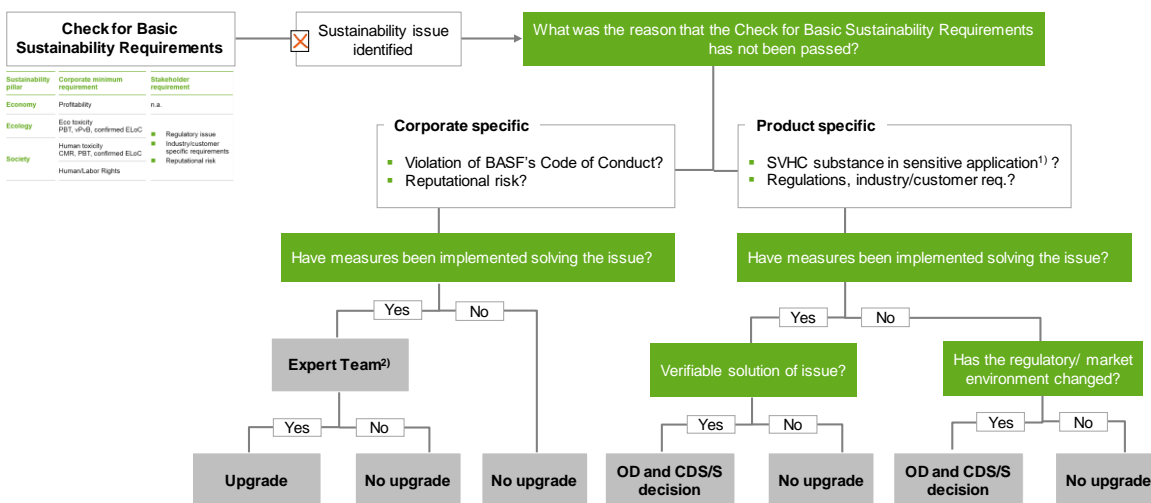 Check for Basic
Sustainability Requirements
Sustainability issue
identified
What was the reason that the Check for Basic Sustainability Requirements
has not been passed?
Sustainability
pillar
Corporate minimum
requirement
Stakeholder
requirement
Economy
Profitability
n.a.
Ecology
Eco toxicity
PBT, vPvB, confirmed ELoC
Society
Human toxicity
CMR, PBT, confirmed ELoC
Human/Labor Rights
Regulatory issue
Industry/customer
specific requirements
Reputational risk
Corporate specific
Violation of BASF's Code of Conduct?
Reputational risk?
Product specific
SVHC substance in sensitive application1) ?
Regulations, industry/customer req.?
Have measures been implemented solving the issue?
Have measures been implemented solving the issue?
Yes
No
Yes
No
Expert Team2)
Verifiable solution of issue?
Has the regulatory/ market
environment changed?
Yes
No
Yes
No
Yes
No
Upgrade
No upgrade
No upgrade
OD and CDS/S
decision
No upgrade
OD and CDS/S
decision
No upgrade